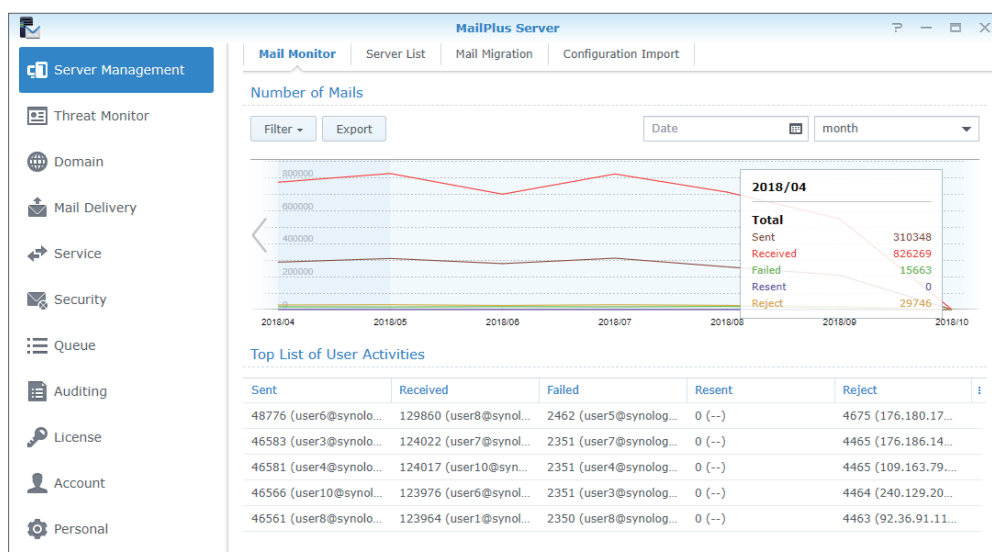 MailPlus Server
Server Management
Threat Monitor
Domain
Mail Delivery
Service
Security
Queue
Auditing
License
Account
Personal
Mail Monitor Server List Mail Migration Configuration Import
Number of Mails
Filter Export Date month
800000
600000
400000
200000
0
2018/04
Total
Sent 310348
Received 826269
Failed 15663
Resent 0
Reject 29746
2018/04 2018/05 2018/06 2018/07 2018/08 2018/09 2018/10
Top List of User Activities
Sent Received Failed Resent Reject
48776 (user6@synolo... 129860 (user8@synol... 2462 (user5@synolog... 0 (--) 4675 (176.180.17...
46583 (user3@synolo... 124022 (user7@synol... 2351 (user7@synolog... 0 (--) 4465 (176.186.14...
46581 (user4@synolo... 124017 (user10@syn... 2351 (user4@synolog... 0 (--) 4465 (109.163.79....
46566 (user10@synol... 123976 (user6@synol... 2351 (user3@synolog... 0 (--) 4464 (240.129.20...
46561 (user8@synolo... 123964 (user1@synol... 2350 (user8@synolog... 0 (--) 4463 (92.36.91.11...